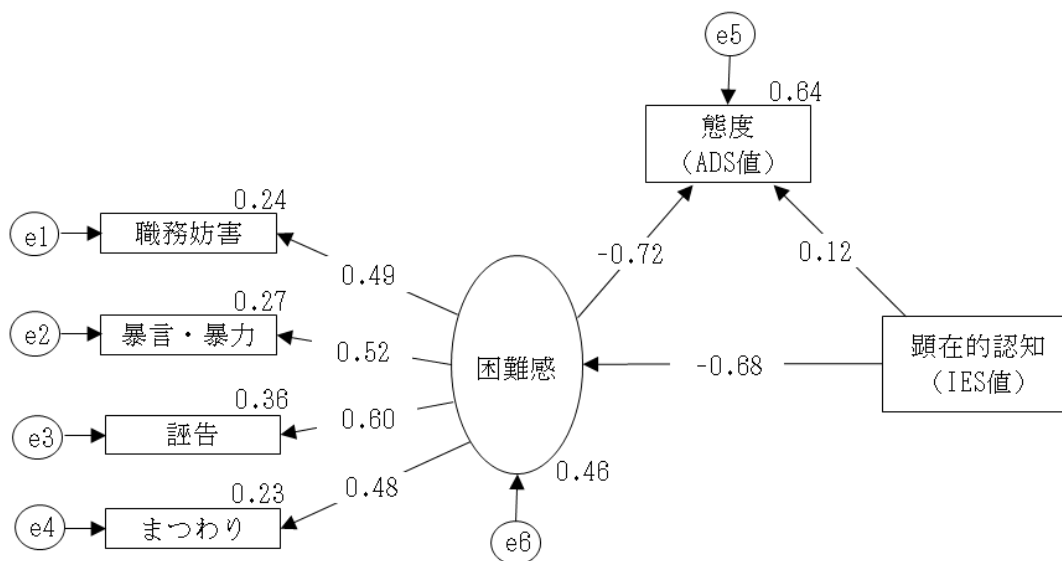 e5
0.64
態度
（ADS値）
0.24
e1
職務妨害
0.49
-0.72
0.12
0.27
e2
暴言・暴力
0.52
困難感
-0.68
顕在的認知
（IES値）
0.36
e3
誣告
0.60
0.46
0.23
0.48
e4
まつわり
e6